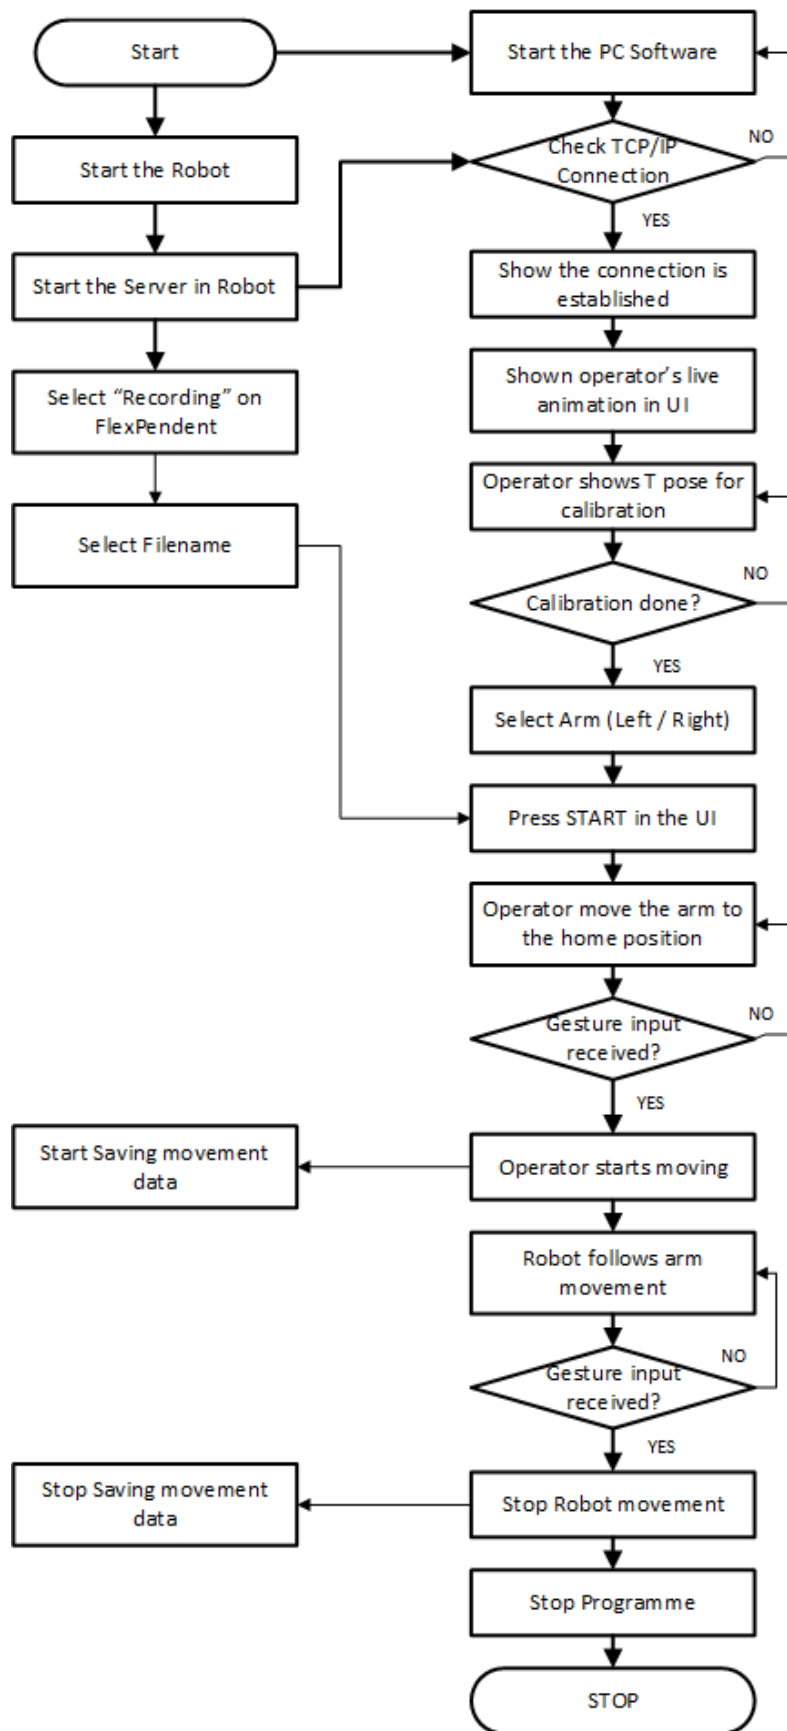 Start
Start the PC Software
NO
Check TCP/IP
Connection
Start the Robot
YES
Start the Server in Robot
Show the connection is
established
Select “Recording” on
FlexPendent
Shown operator’s live
animation in UI
Operator shows T pose for
calibration
Select Filename
NO
Calibration done?
YES
Select Arm (Left / Right)
Press START in the UI
Operator move the arm to
the home position
NO
Gesture input
received?
YES
Start Saving movement
data
Operator starts moving
Robot follows arm
movement
NO
Gesture input
received?
YES
Stop Saving movement
data
Stop Robot movement
Stop Programme
STOP